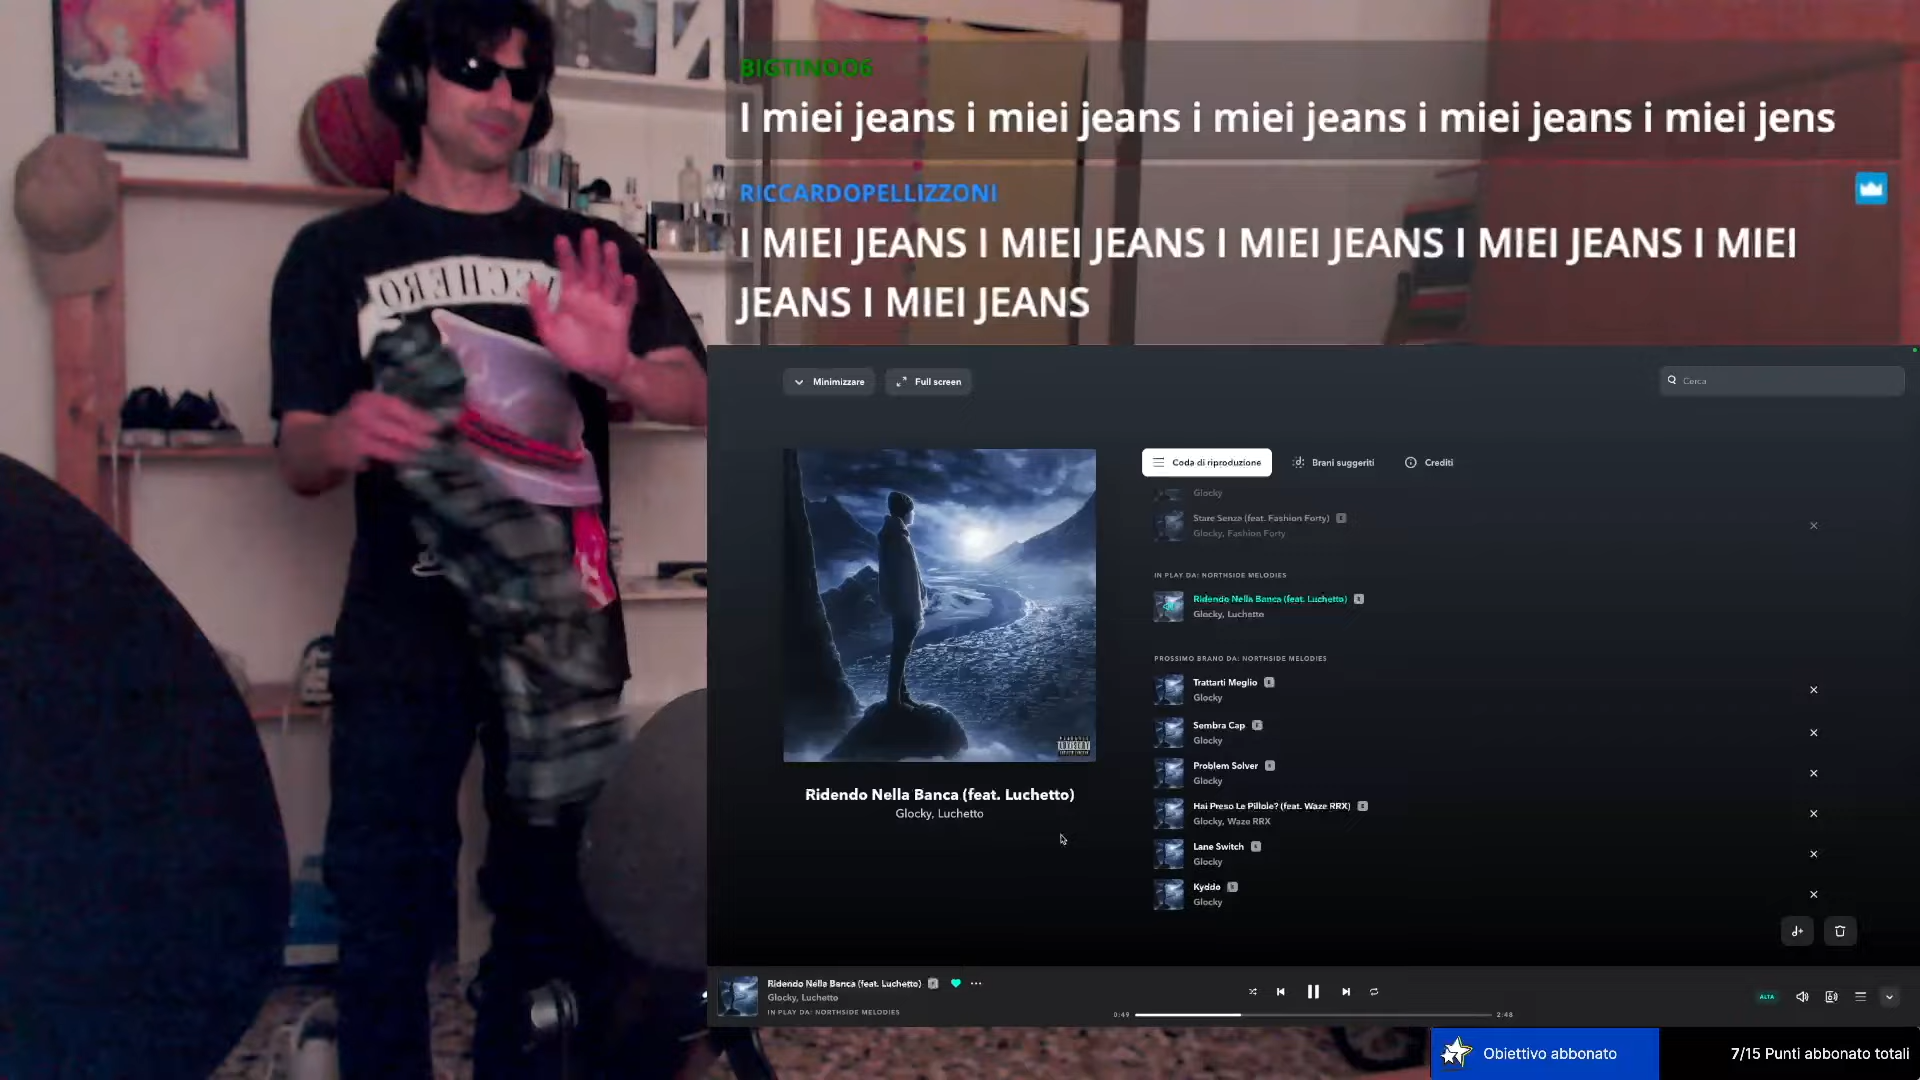 BIGTINO06
I miei jeans i miei jeans i miei jeans i miei jeans i miei jens
RICCARDOPELLIZZONI
I MIEI JEANS I MIEI JEANS I MIEI JEANS I MIEI JEANS I MIEI
JEANS I MIEI JEANS
Minimizzare
Full screen
Cerca
Coda di riproduzione
Brani suggeriti
Crediti
Glocky
Stare Senza (feat. Fashion Forty) E
Glocky, Fashion Forty
IN PLAY DA: NORTHSIDE MELODIES
Ridendo Nella Banca (feat. Luchetto) E
Glocky, Luchetto
PROSSIMO BRANO DA: NORTHSIDE MELODIES
Trattarti Meglio E
Glocky
Sembra Cap E
Glocky
Problem Solver E
Glocky
Hai Preso Le Pillole? (feat. Waze RRX) E
Glocky, Waze RRX
Lane Switch E
Glocky
Kyddo E
Glocky
Ridendo Nella Banca (feat. Luchetto)
Glocky, Luchetto
Ridendo Nella Banca (feat. Luchetto) E
Glocky, Luchetto
IN PLAY DA: NORTHSIDE MELODIES
0:49
2:48
ALTA
Obiettivo abbonato
7/15 Punti abbonato totali